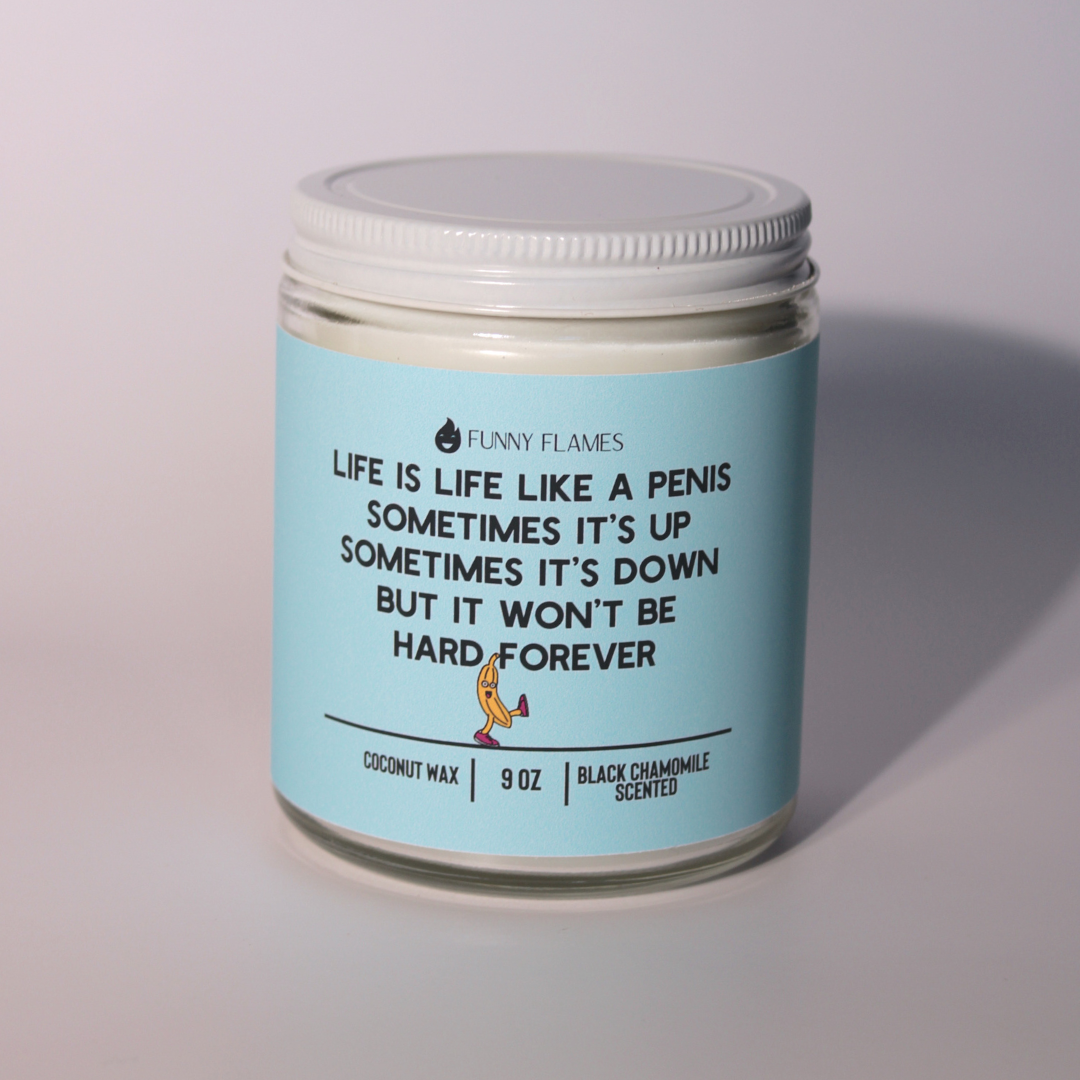 FUNNY FLAMES
LIFE IS LIFE LIKE A PENIS
SOMETIMES IT'S UP
SOMETIMES IT'S DOWN
BUT IT WON'T BE
HARD FOREVER
COCONUT WAX | 9 OZ | BLACK CHAMOMILE
SCENTED